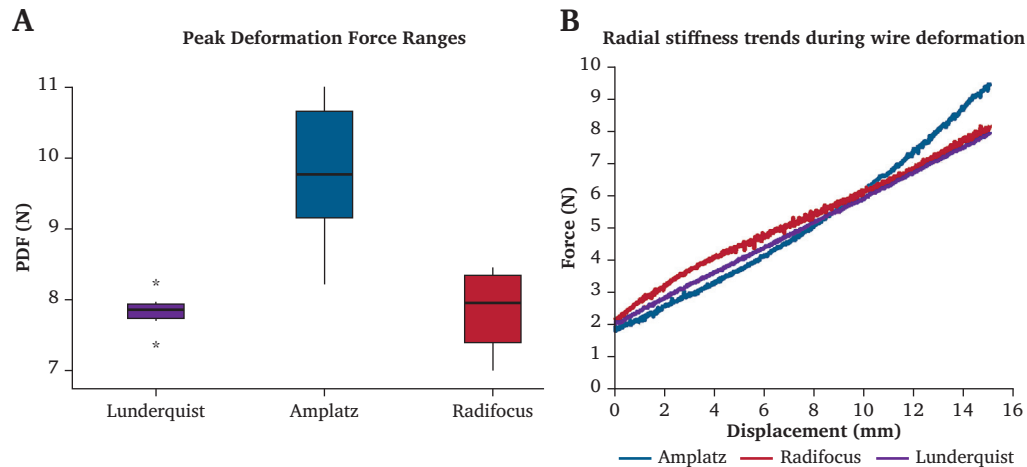 A
Peak Deformation Force Ranges
PDF (N)
11
10
9
8
7
*
*
Lunderquist
Amplatz
Radifocus
B
Radial stiffness trends during wire deformation
Force (N)
10
9
8
7
6
5
4
3
2
1
0
0 2 4 6 8 10 12 14 16
Displacement (mm)
Amplatz Radifocus Lunderquist